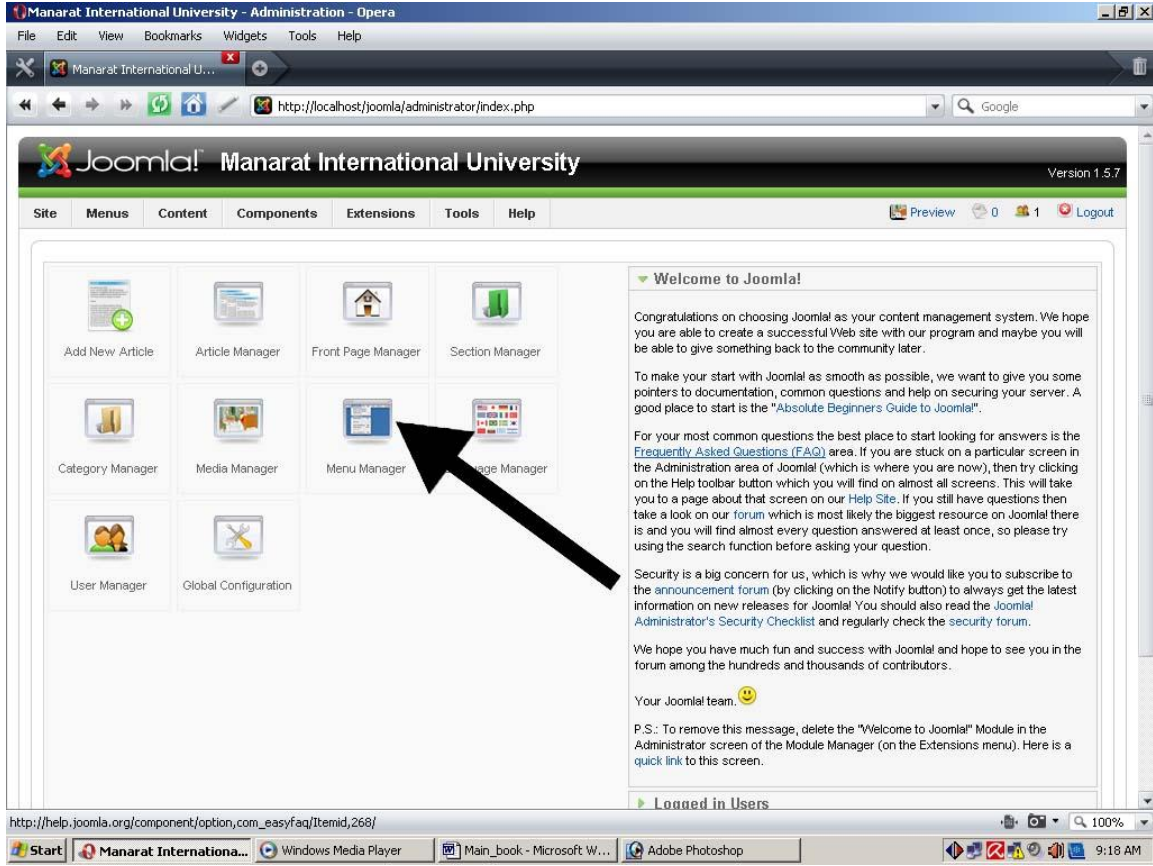 Manarat International University - Administration - Opera
File Edit View Bookmarks Widgets Tools Help
Manarat International U...
http://localhost/joomla/administrator/index.php
Google
Joomla!™ Manarat International University
Version 1.5.7
Site Menus Content Components Extensions Tools Help
Preview 0 1 Logout
Add New Article
Article Manager
Front Page Manager
Section Manager
Category Manager
Media Manager
Menu Manager
Manager
User Manager
Global Configuration
Welcome to Joomla!
Congratulations on choosing Joomla! as your content management system. We hope
you are able to create a successful Web site with our program and maybe you will
be able to give something back to the community later.
To make your start with Joomla! as smooth as possible, we want to give you some
pointers to documentation, common questions and help on securing your server. A
good place to start is the "Absolute Beginners Guide to Joomla!".
For your most common questions the best place to start looking for answers is the
Frequently Asked Questions (FAQ) area. If you are stuck on a particular screen in
the Administration area of Joomla! (which is where you are now), then try clicking
on the Help toolbar button which you will find on almost all screens. This will take
you to a page about that screen on our Help Site. If you still have questions then
take a look on our forum which is most likely the biggest resource on Joomla! there
is and you will find almost every question answered at least once, so please try
using the search function before asking your question.
Security is a big concern for us, which is why we would like you to subscribe to
the announcement forum (by clicking on the Notify button) to always get the latest
information on new releases for Joomla! You should also read the Joomla!
Administrator's Security Checklist and regularly check the security forum.
We hope you have much fun and success with Joomla! and hope to see you in the
forum among the hundreds and thousands of contributors.
Your Joomla! team.
P.S.: To remove this message, delete the "Welcome to Joomla!" Module in the
Administrator screen of the Module Manager (on the Extensions menu). Here is a
quick link to this screen.
Logged in Users
http://help.joomla.org/component/option,com_easyfaq/Itemid,268/
100%
Start Manarat Internationa... Windows Media Player Main_book - Microsoft W... Adobe Photoshop 9:18 AM